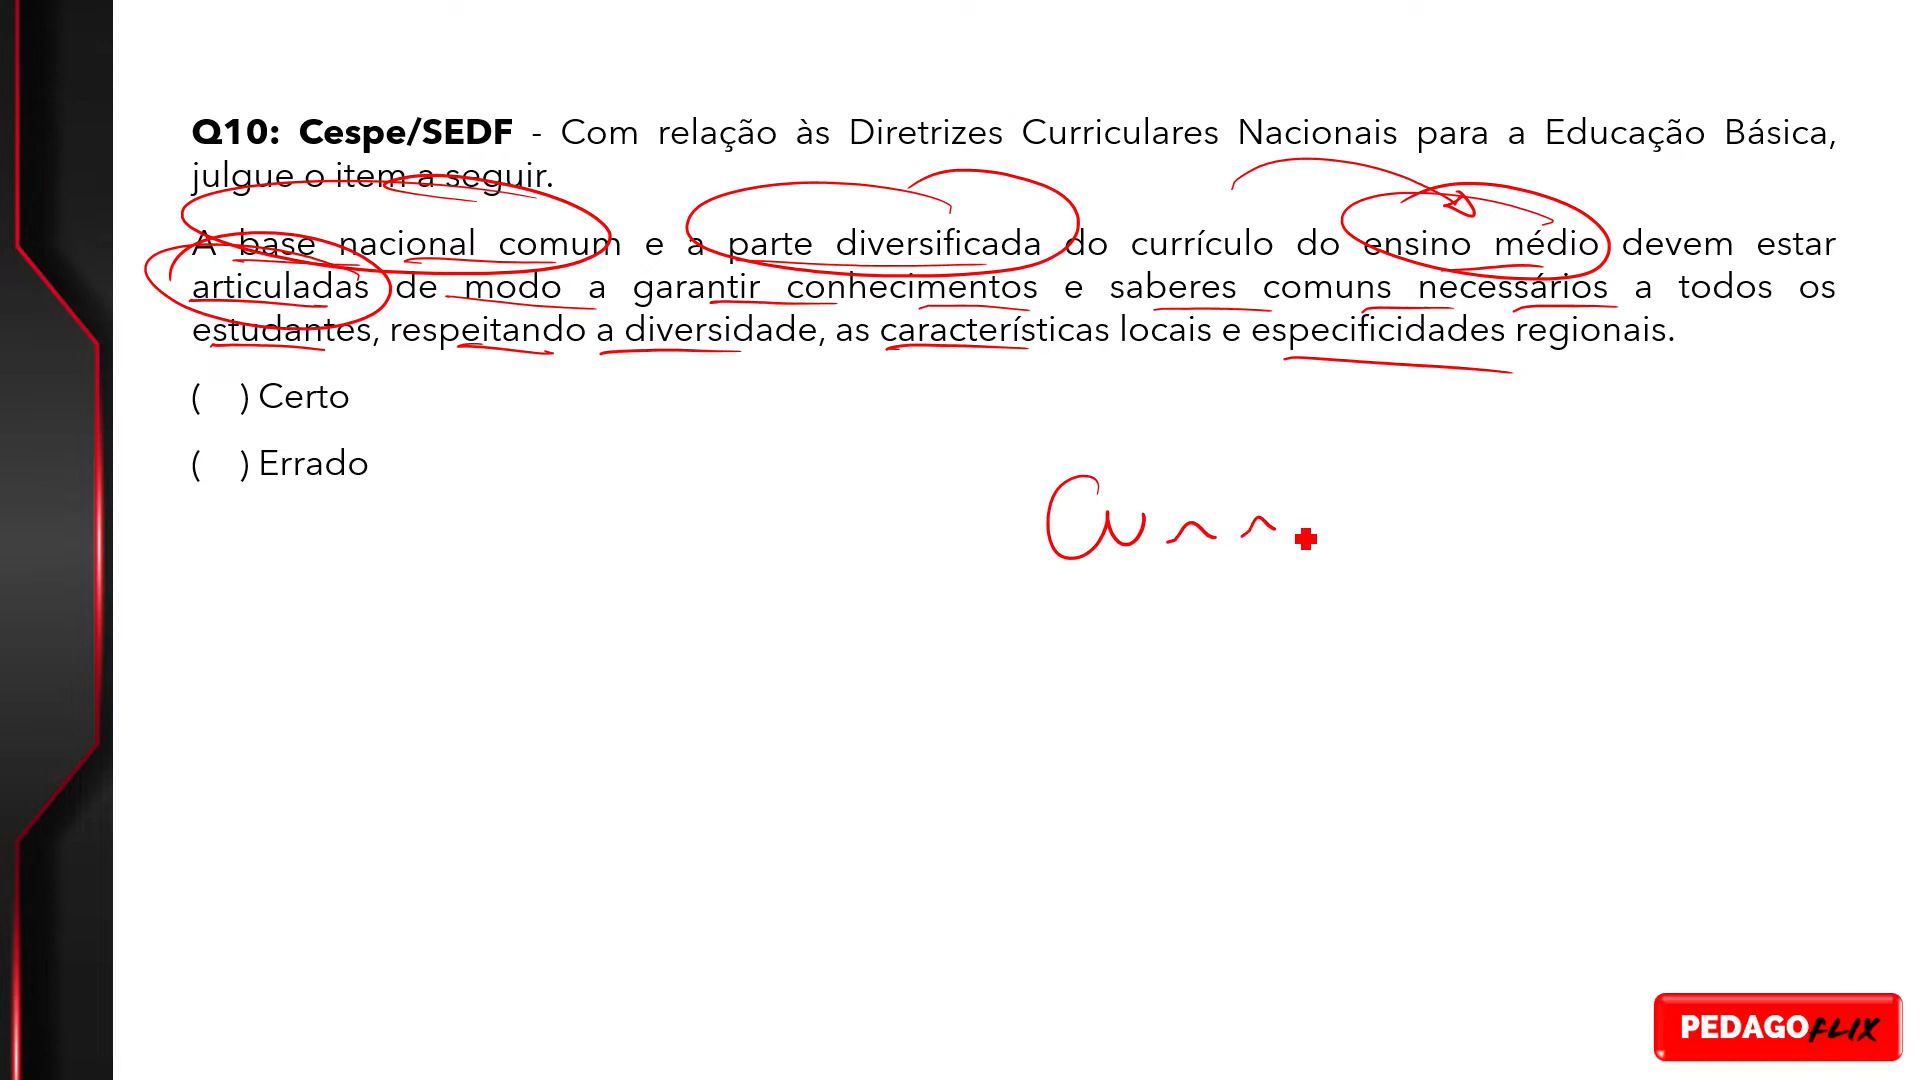 Q10: Cespe/SEDF - Com relação às Diretrizes Curriculares Nacionais para a Educação Básica,
julgue o item a seguir.
A base nacional comum e a parte diversificada do currículo do ensino médio devem estar
articuladas de modo a garantir conhecimentos e saberes comuns necessários a todos os
estudantes, respeitando a diversidade, as características locais e especificidades regionais.
( ) Certo
( ) Errado
PEDAGOFLIX